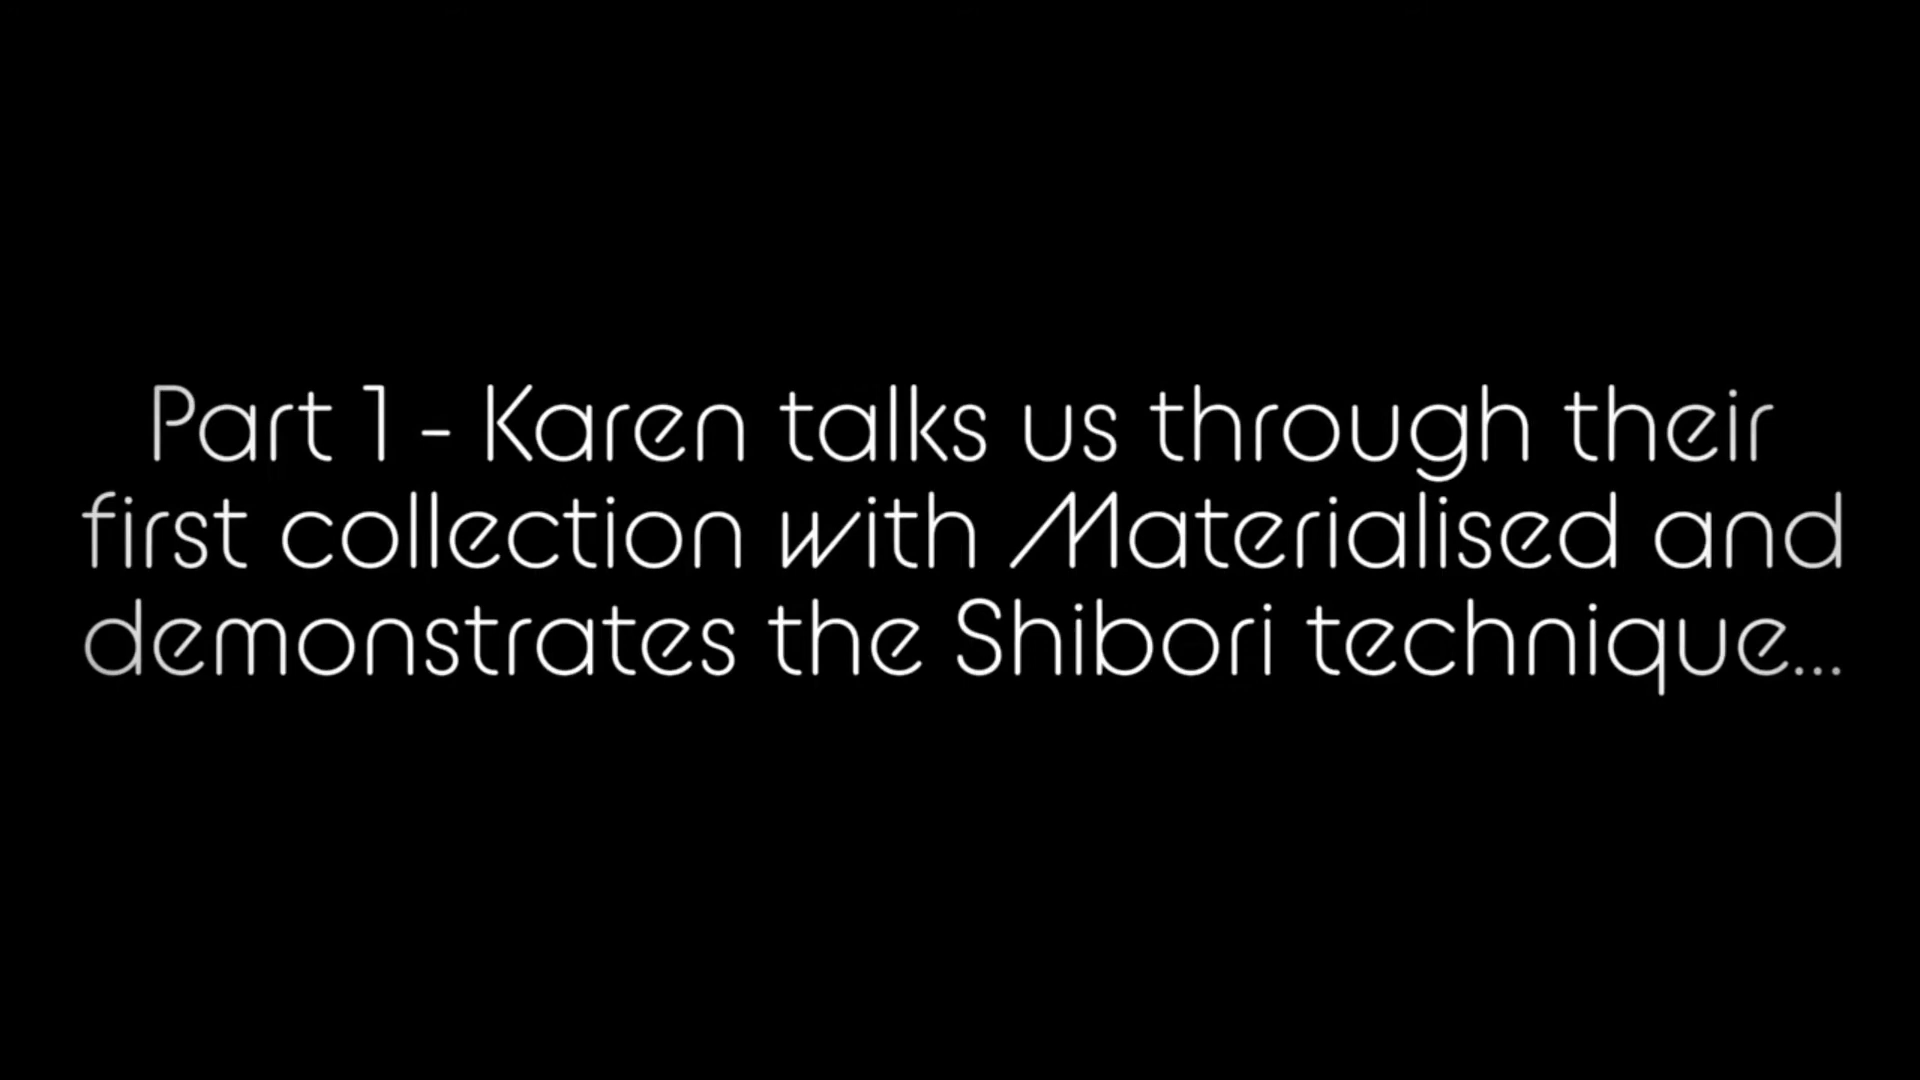 Part 1 - Karen talks us through their
first collection with Materialised and
demonstrates the Shibori technique...